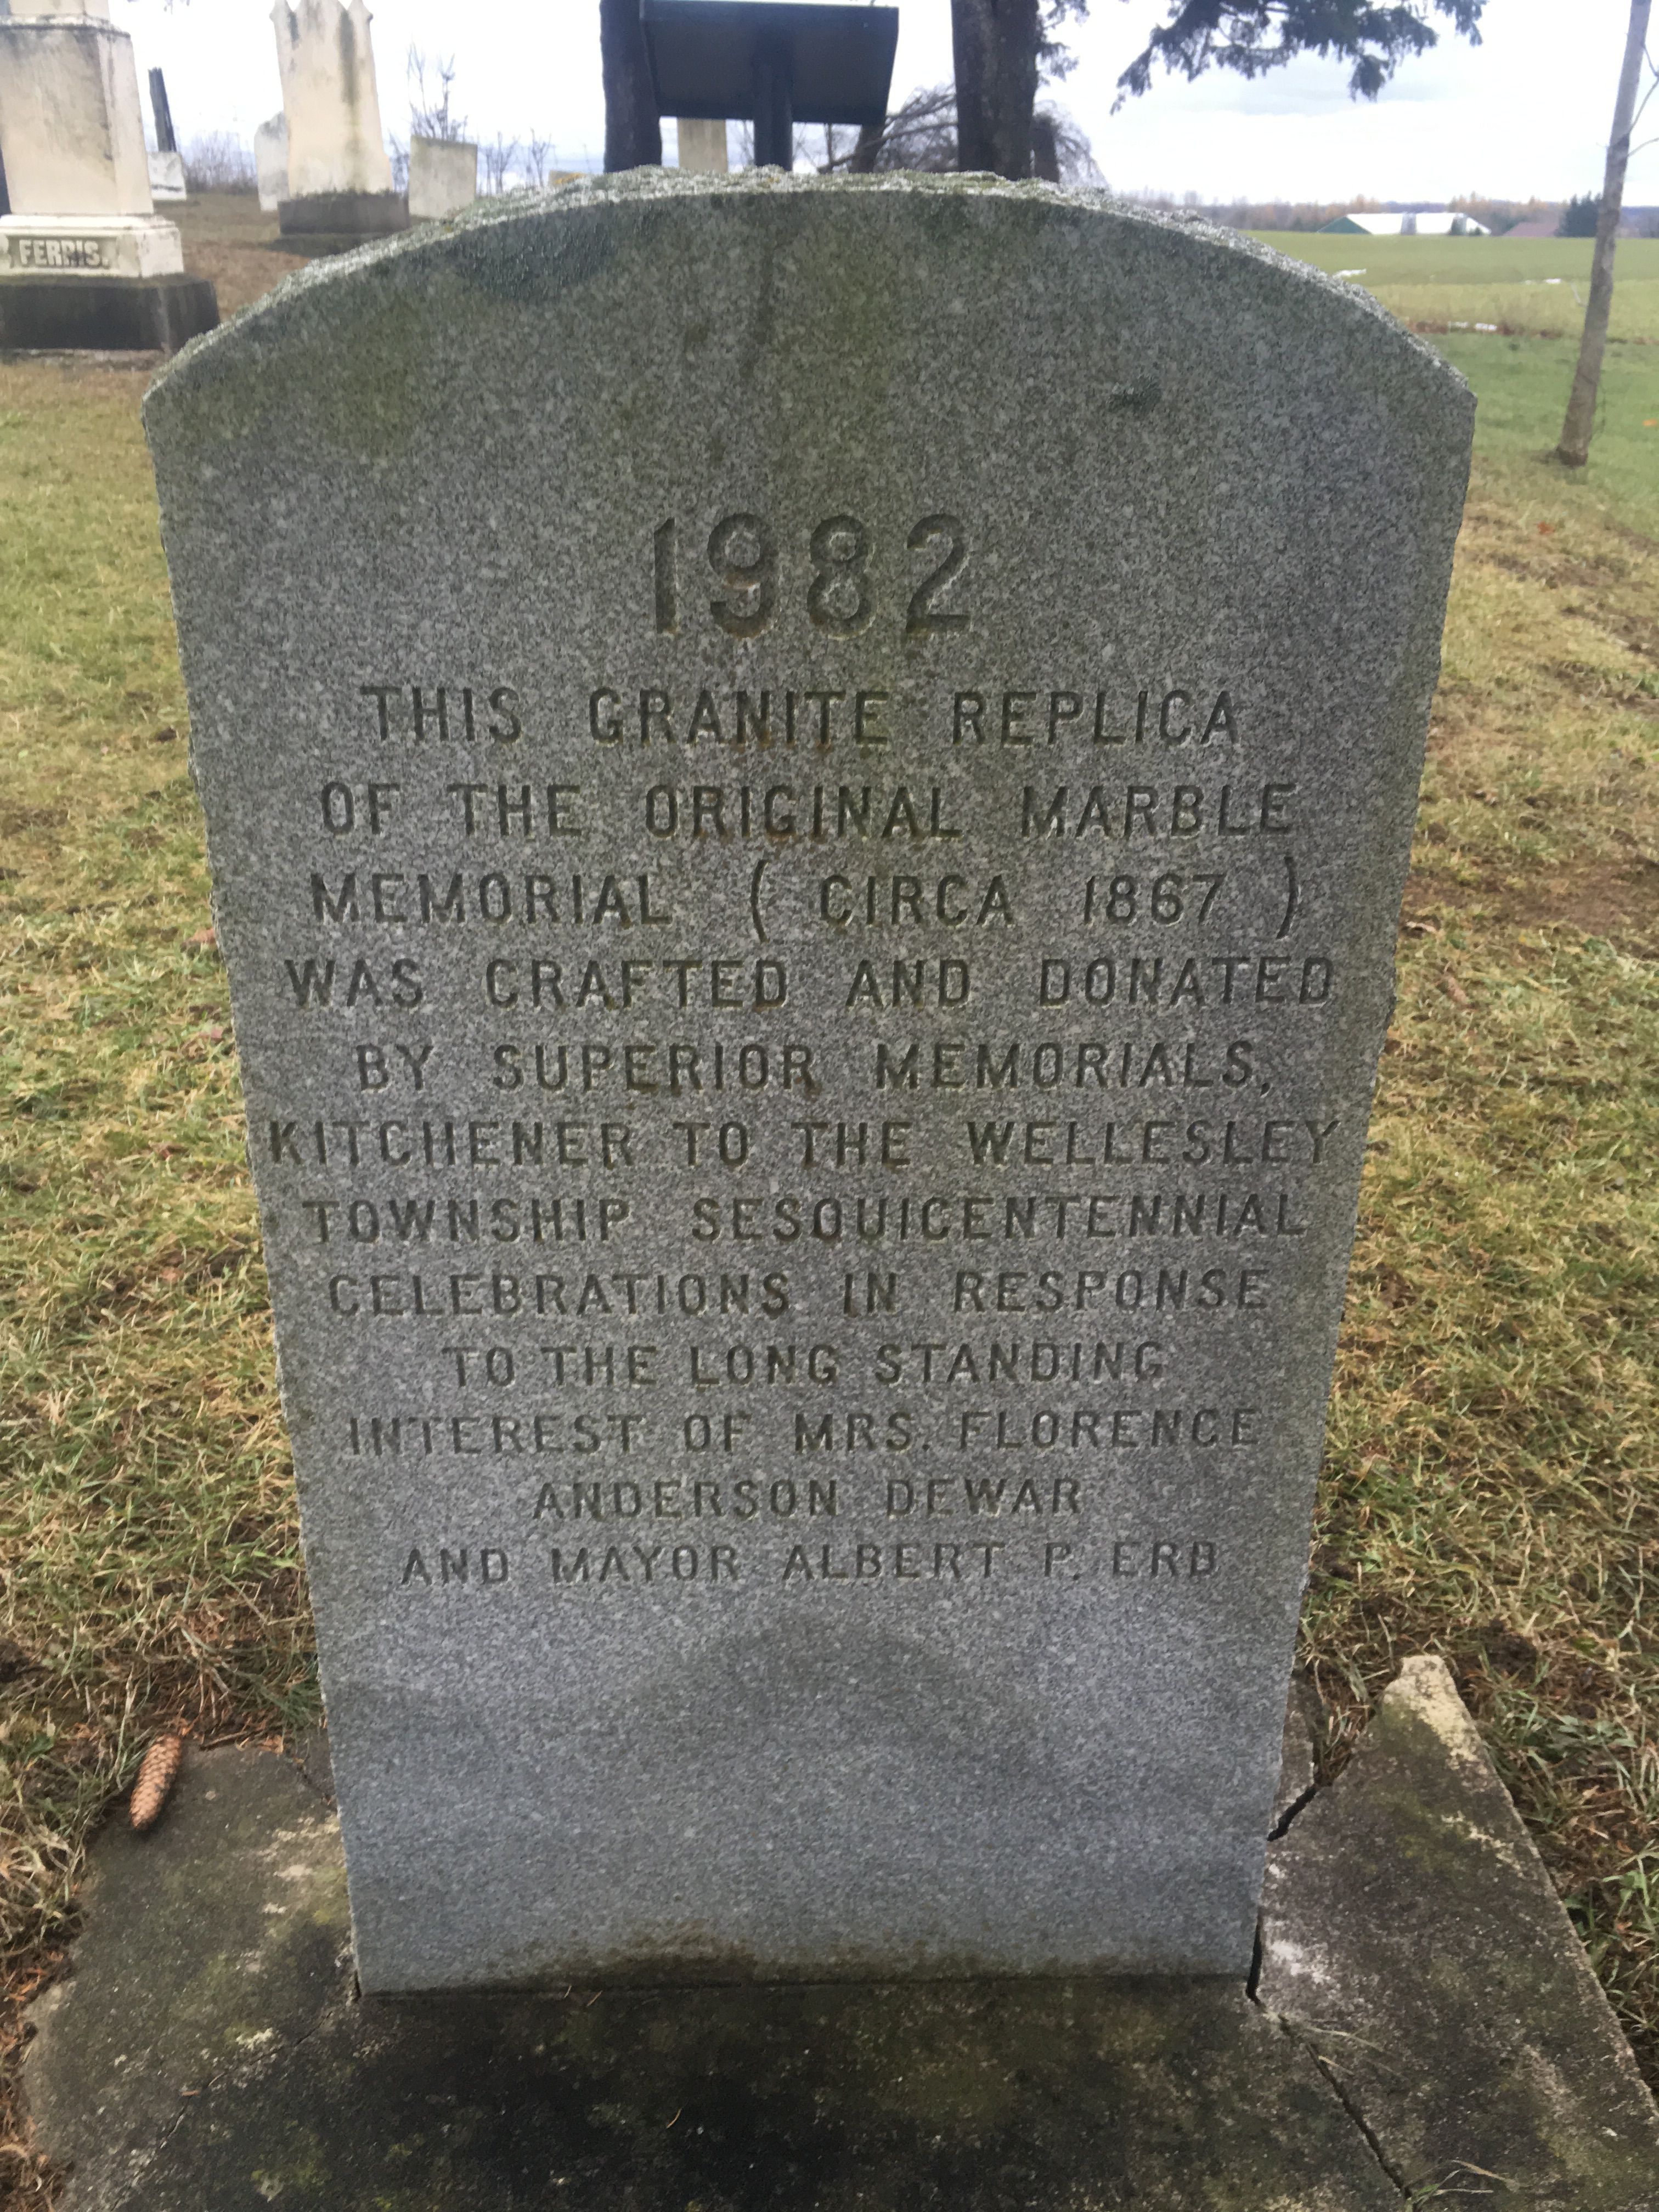 FERRIS.
1982
THIS GRANITE REPLICA
OF THE ORIGINAL MARBLE
MEMORIAL ( CIRCA 1867 )
WAS CRAFTED AND DONATED
BY SUPERIOR MEMORIALS,
KITCHENER TO THE WELLESLEY
TOWNSHIP SESQUICENTENNIAL
CELEBRATIONS IN RESPONSE
TO THE LONG STANDING
INTEREST OF MRS. FLORENCE
ANDERSON DEWAR
AND MAYOR ALBERT P. ERB